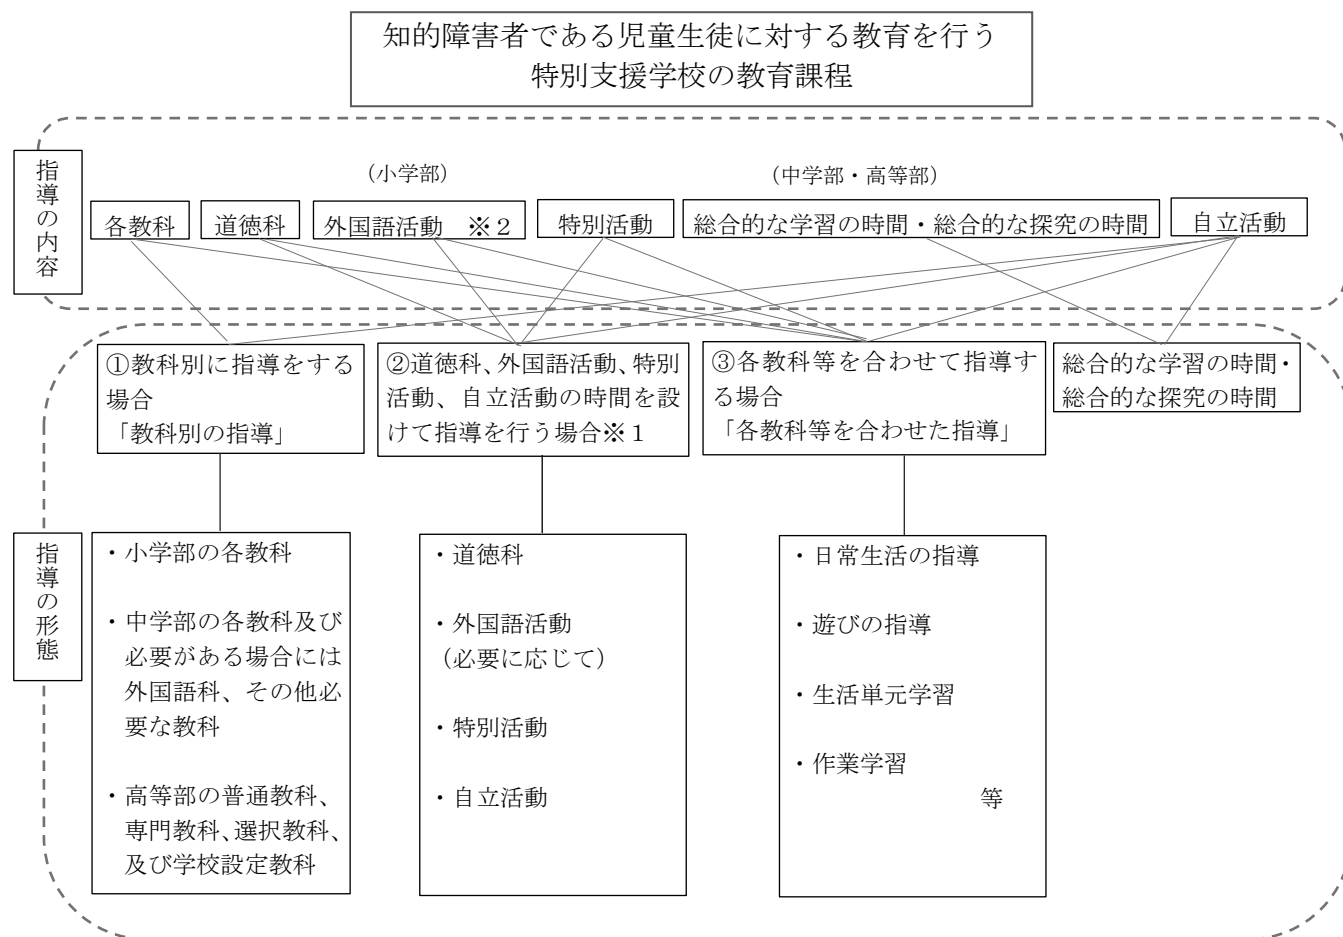 知的障害者である児童生徒に対する教育を行う
特別支援学校の教育課程
指導の内容
（小学部）
（中学部・高等部）
各教科
道徳科
外国語活動　※２
特別活動
総合的な学習の時間・総合的な探究の時間
自立活動
指導の形態
①教科別に指導をする
場合
「教科別の指導」
②道徳科、外国語活動、特別
活動、自立活動の時間を設
けて指導を行う場合※１
③各教科等を合わせて指導す
る場合
「各教科等を合わせた指導」
総合的な学習の時間・
総合的な探究の時間
・小学部の各教科
・中学部の各教科及び
必要がある場合には
外国語科、その他必
要な教科
・高等部の普通教科、
専門教科、選択教科、
及び学校設定教科
・道徳科
・外国語活動
（必要に応じて）
・特別活動
・自立活動
・日常生活の指導
・遊びの指導
・生活単元学習
・作業学習
等